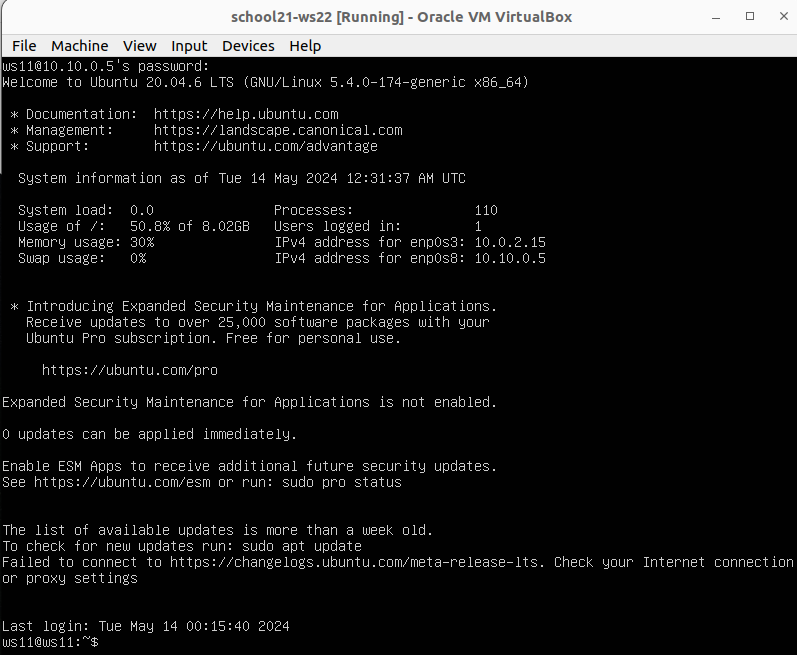 school21-ws22 [Running] - Oracle VM VirtualBox
File Machine View Input Devices Help
ws11@10.10.0.5's password:
Welcome to Ubuntu 20.04.6 LTS (GNU/Linux 5.4.0-174-generic x86_64)
* Documentation: https://help.ubuntu.com
* Management: https://landscape.canonical.com
* Support: https://ubuntu.com/advantage
System information as of Tue 14 May 2024 12:31:37 AM UTC
System load: 0.0 Processes: 110
Usage of /: 50.8% of 8.02GB Users logged in: 1
Memory usage: 30% IPv4 address for enp0s3: 10.0.2.15
Swap usage: 0% IPv4 address for enp0s8: 10.10.0.5
* Introducing Expanded Security Maintenance for Applications.
Receive updates to over 25,000 software packages with your
Ubuntu Pro subscription. Free for personal use.
https://ubuntu.com/pro
Expanded Security Maintenance for Applications is not enabled.
0 updates can be applied immediately.
Enable ESM Apps to receive additional future security updates.
See https://ubuntu.com/esm or run: sudo pro status
The list of available updates is more than a week old.
To check for new updates run: sudo apt update
Failed to connect to https://changelogs.ubuntu.com/meta-release-lts. Check your Internet connection
or proxy settings
Last login: Tue May 14 00:15:40 2024
ws11@ws11:~$